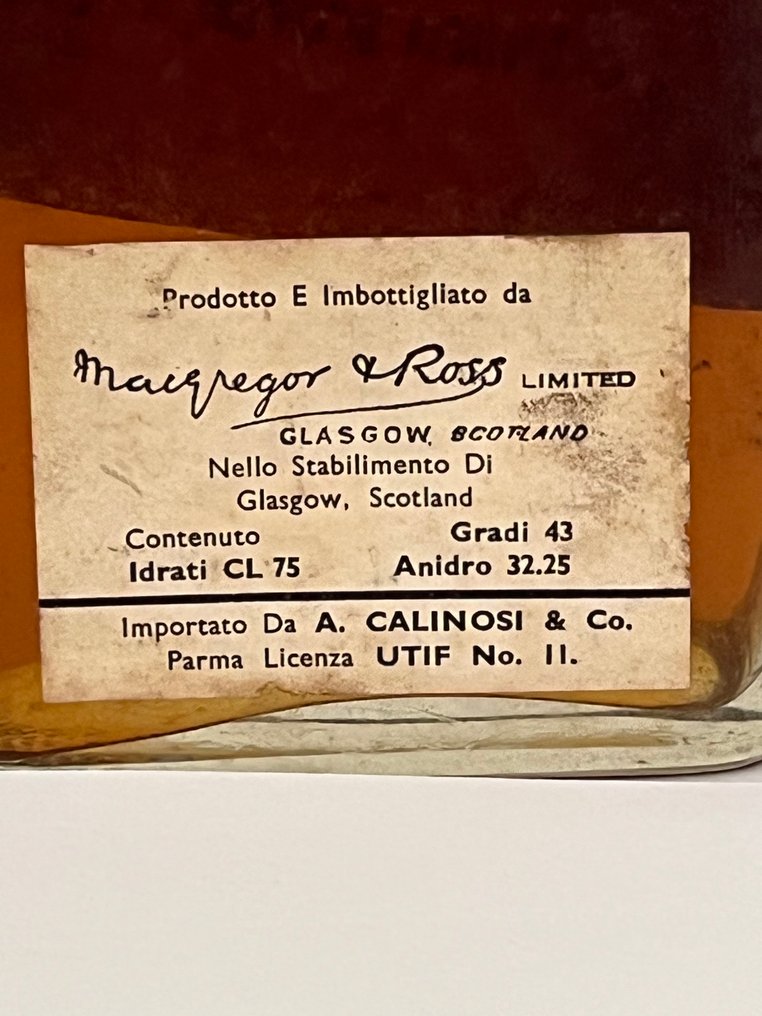 Prodotto E Imbottigliato da
Macgregor & Ross LIMITED
GLASGOW, SCOTLAND
Nello Stabilimento Di
Glasgow, Scotland
Contenuto Gradi 43
Idrati CL 75 Anidro 32.25
Importato Da A. CALINOSI & Co.
Parma Licenza UTIF No. 11.